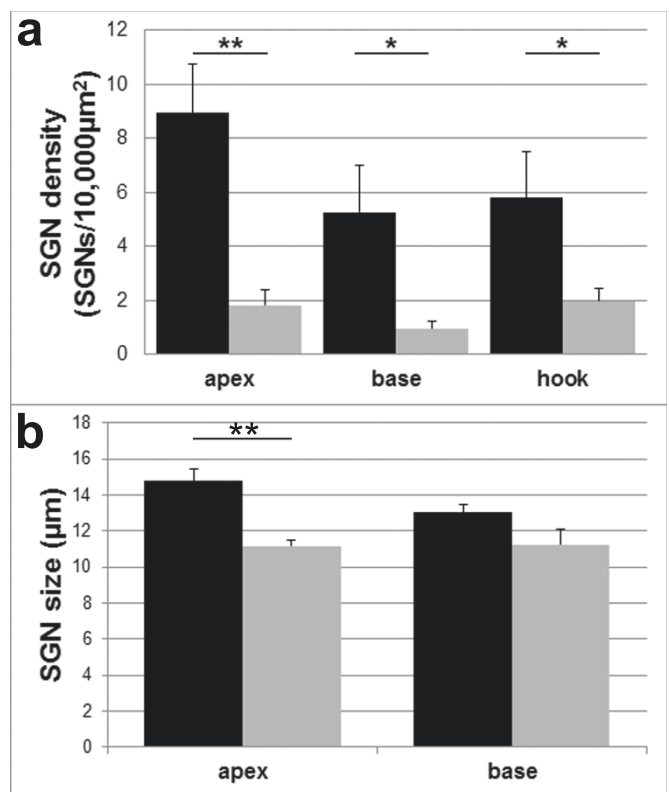 a
SGN density
(SGNs/10,000µm²)
12
10
8
6
4
2
0
** * *
apex base hook
b
SGN size (µm)
18
16
14
12
10
8
6
4
2
0
**
apex base